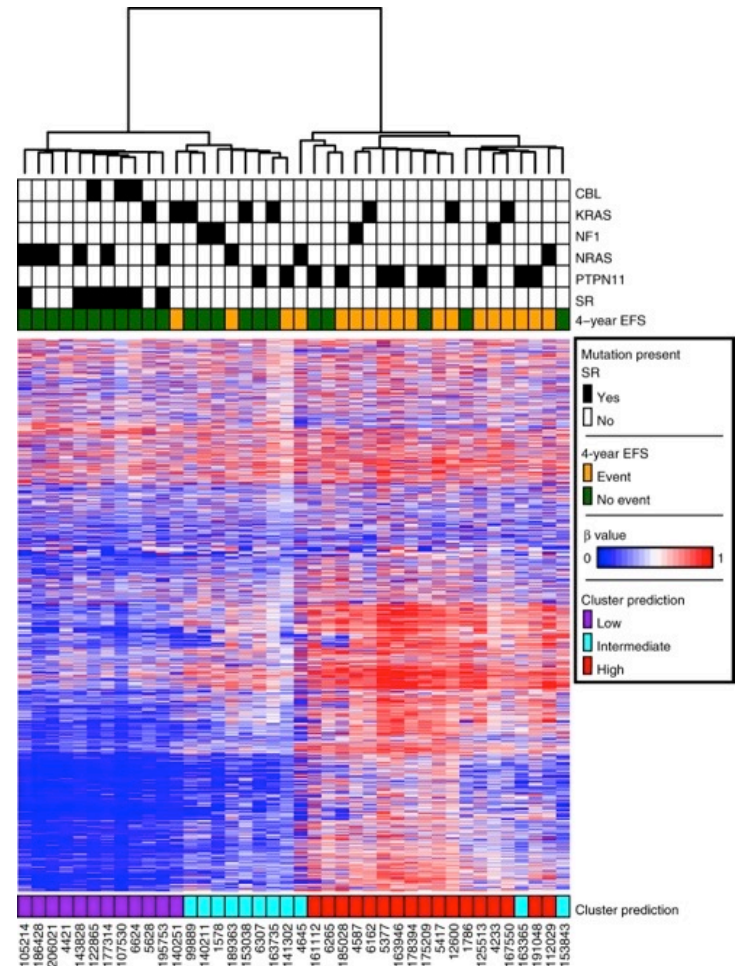 CBL
KRAS
NF1
NRAS
PTPN11
SR
4–year EFS
Mutation present
SR
Yes
No
4-year EFS
Event
No event
β value
0 1
Cluster prediction
Low
Intermediate
High
Cluster prediction
105214
186428
206021
4421
143828
122865
177314
107530
6624
5628
195753
140251
99889
140211
1578
189363
153038
6307
163735
141302
4645
161112
6265
185028
4587
6162
5377
163946
178394
175209
5417
12600
1786
125513
4233
167550
163365
191048
112029
153843